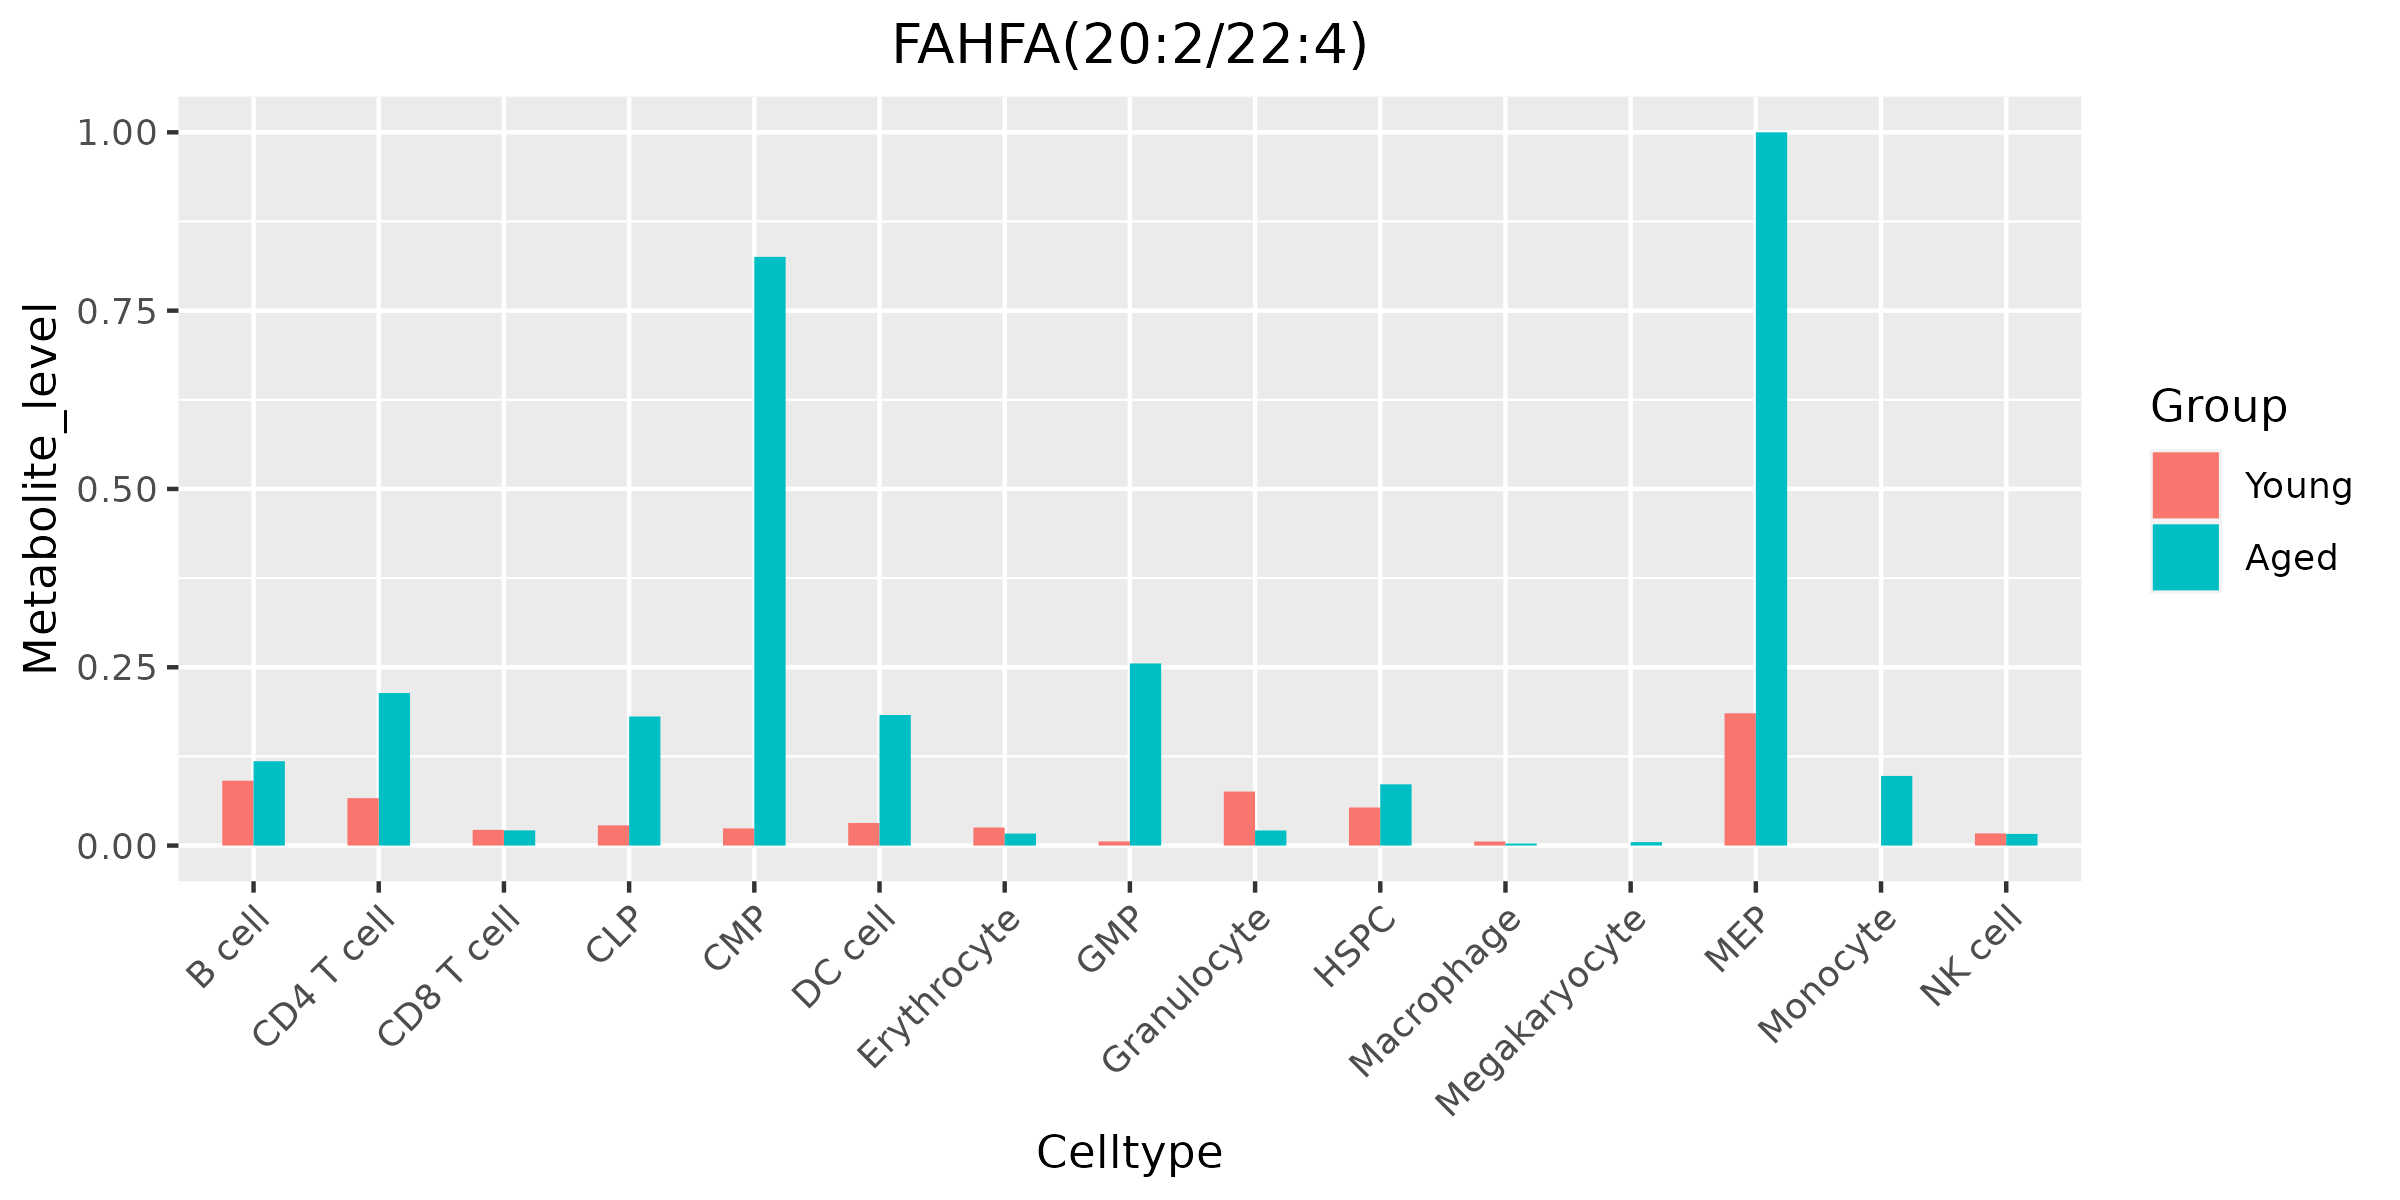 FAHFA(20:2/22:4)
Metabolite_level
1.00
0.75
0.50
0.25
0.00
B cell
CD4 T cell
CD8 T cell
CLP
CMP
DC cell
Erythrocyte
GMP
Granulocyte
HSPC
Macrophage
Megakaryocyte
MEP
Monocyte
NK cell
Celltype
Group
Young
Aged